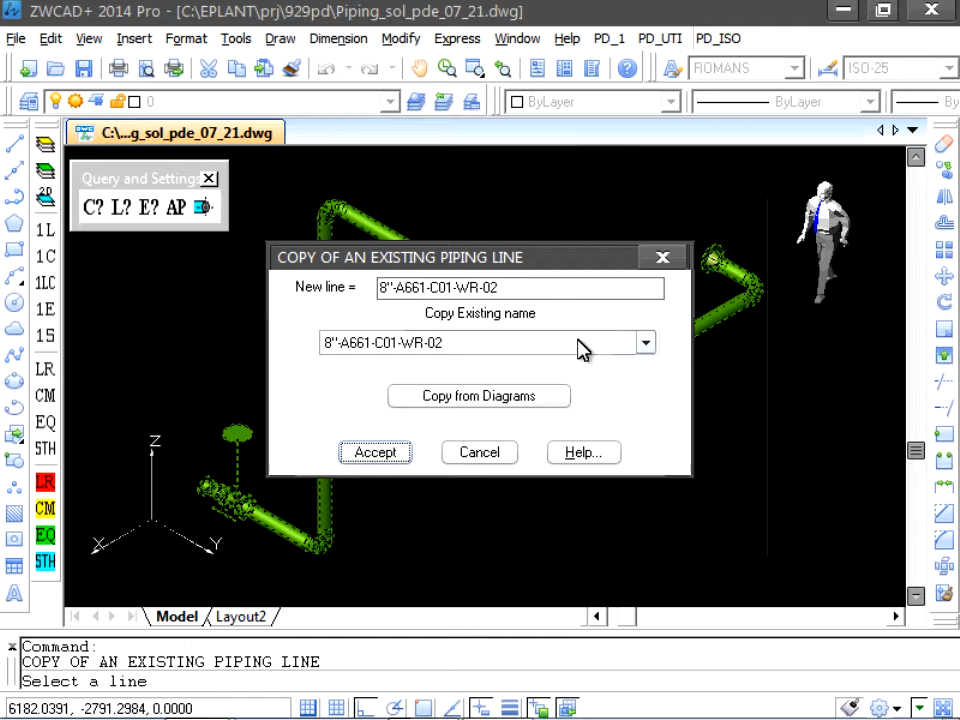 ZWCAD+ 2014 Pro - [C:\EPLANT\prj\929pd\Piping_sol_pde_07_21.dwg]
File Edit View Insert Format Tools Draw Dimension Modify Express Window Help PD_1 PD_UTI PD_ISO
ROMANS ISO-25
0 ByLayer ByLayer By
C:\...g_sol_pde_07_21.dwg
Query and Settings
C? L? E? AP
2D
1L
1C
1LC
1E
1S
LR
CM
EQ
STH
LR
CM
EQ
STH
COPY OF AN EXISTING PIPING LINE
New line = 8"-A661-C01-WR-02
Copy Existing name
8"-A661-C01-WR-02
Copy from Diagrams
Accept Cancel Help...
Z
X Y
Model Layout2
Command:
COPY OF AN EXISTING PIPING LINE
Select a line
6182.0391, -2791.2984, 0.0000